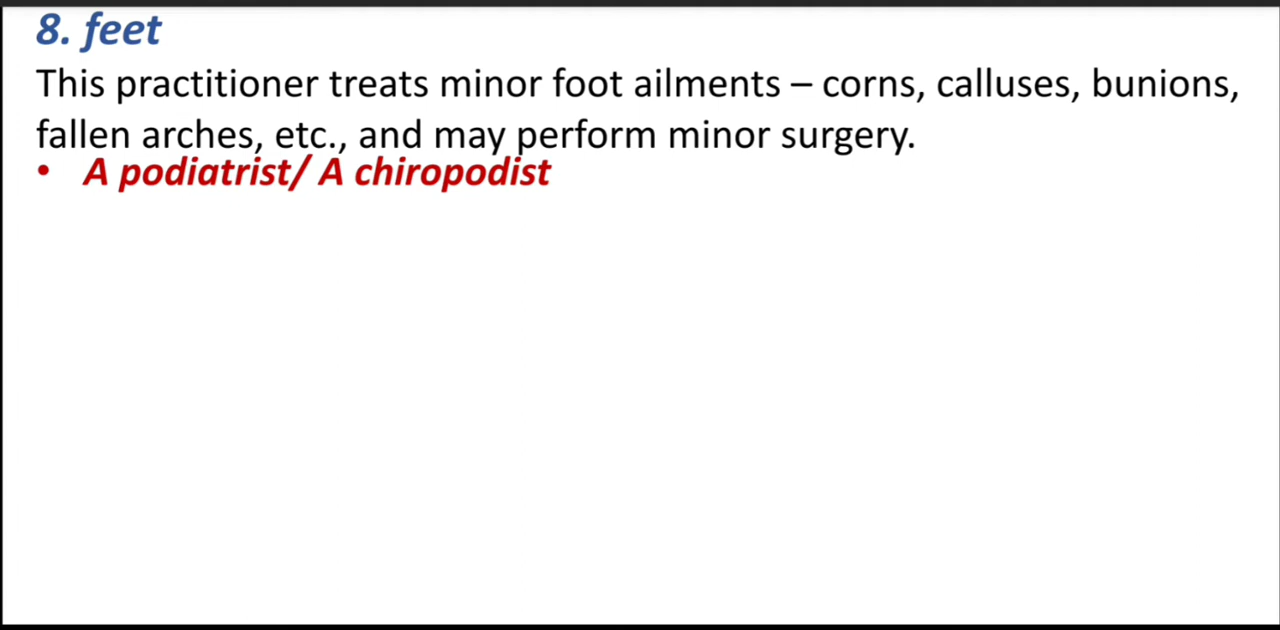 8. feet
This practitioner treats minor foot ailments – corns, calluses, bunions,
fallen arches, etc., and may perform minor surgery.
• A podiatrist/ A chiropodist